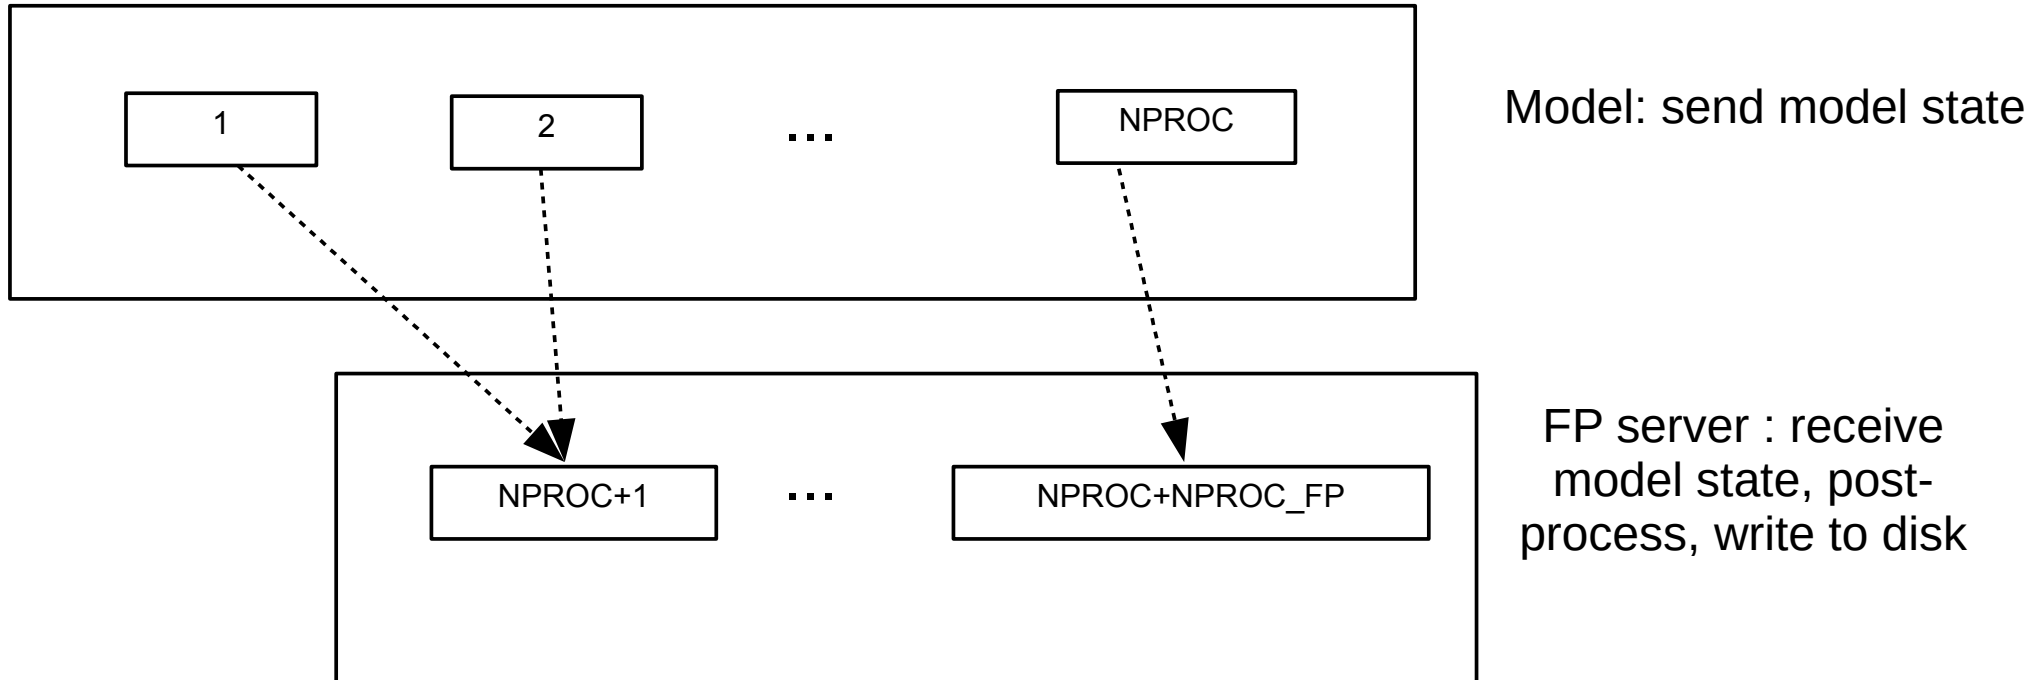 1
2
...
NPROC
Model: send model state
FP server : receive
model state, post-
process, write to disk
NPROC+1
...
NPROC+NPROC_FP